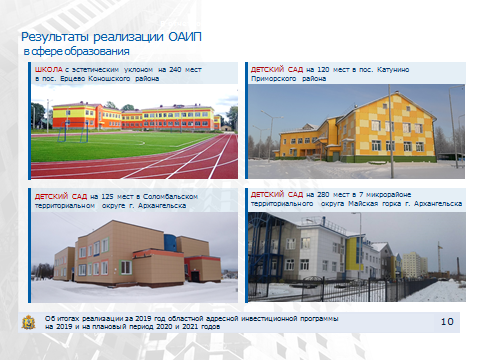 Результаты реализации ОАИП
в сфере образования
ШКОЛА с эстетическим уклоном на 240 мест
в пос. Ерцево Коношского района
ДЕТСКИЙ САД на 120 мест в пос. Катунино
Приморского района
ДЕТСКИЙ САД на 125 мест в Соломбальском
территориальном округе г. Архангельска
ДЕТСКИЙ САД на 280 мест в 7 микрорайоне
территориального округа Майская горка г. Архангельска
Об итогах реализации за 2019 год областной адресной инвестиционной программы
на 2019 и на плановый период 2020 и 2021 годов
10